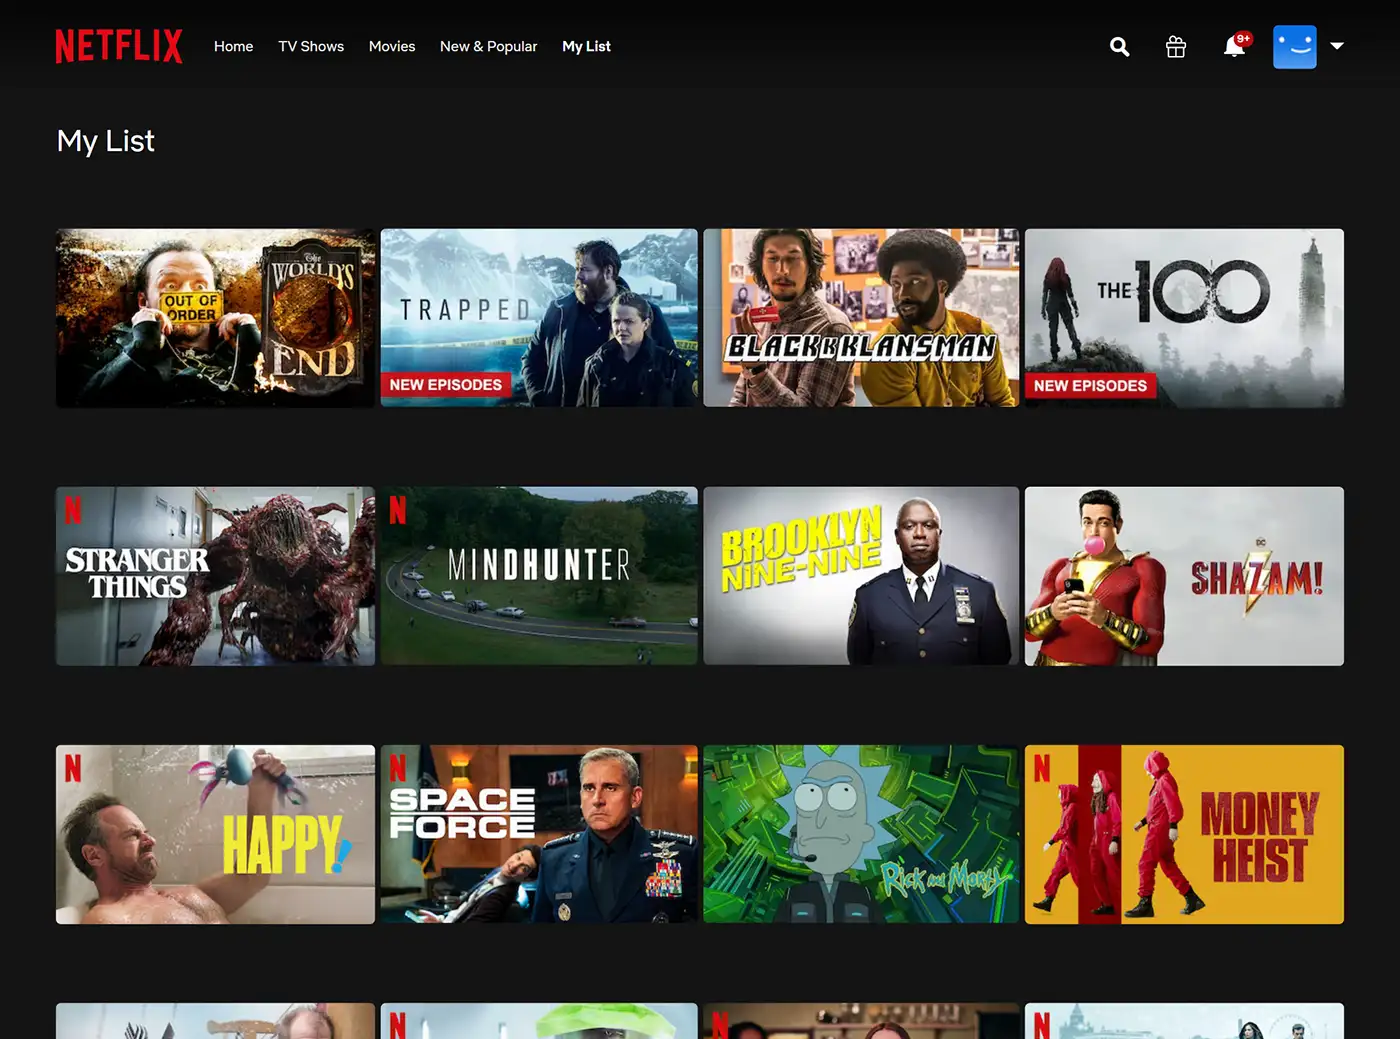 NETFLIX
Home
TV Shows
Movies
New & Popular
My List
9+
My List
OUT OF
ORDER
The
WORLD'S
END
TRAPPED
NEW EPISODES
BLACKKKLANSMAN
THE 100
NEW EPISODES
N
STRANGER
THINGS
N
MINDHUNTER
BROOKLYN
NINE-NINE
DC
SHAZAM!
N
HAPPY!
N
SPACE
FORCE
Rick and Morty
N
MONEY
HEIST
N
N
N